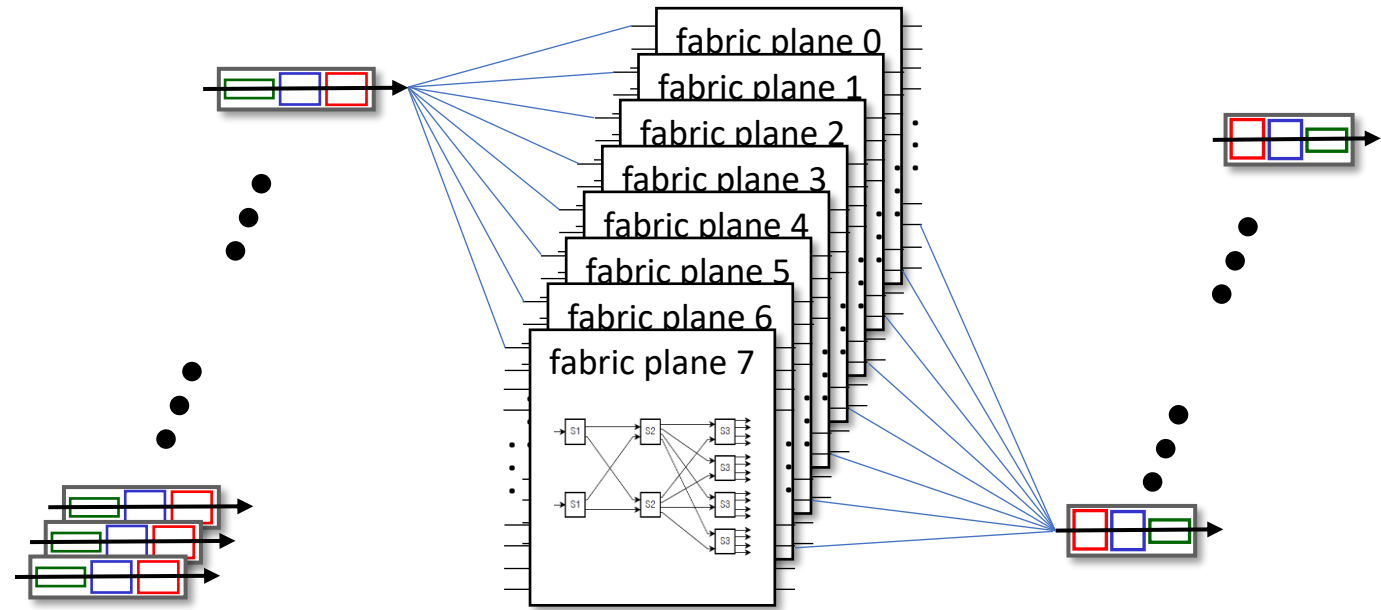 fabric plane 0
fabric plane 1
fabric plane 2
fabric plane 3
fabric plane 4
fabric plane 5
fabric plane 6
fabric plane 7
S1 S2 S3
S3
S1 S2 S3
S3